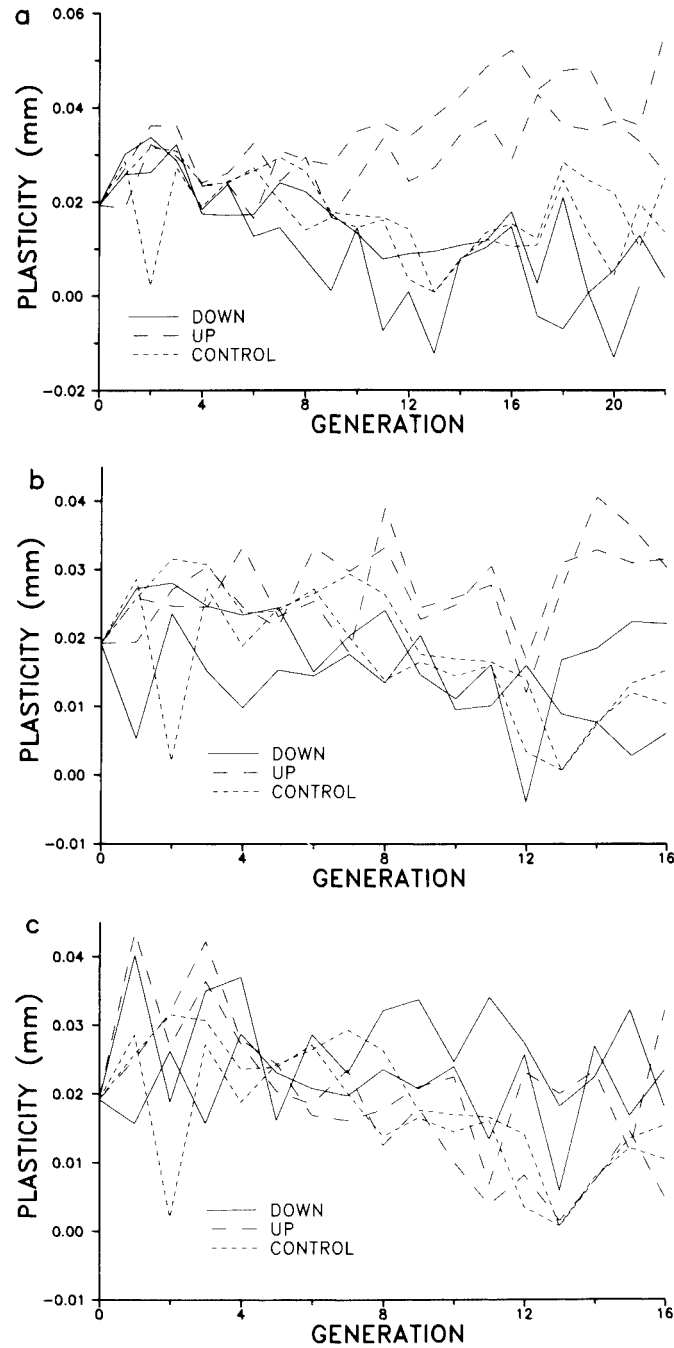 a
0.06
0.04
0.02
0.00
-0.02
PLASTICITY (mm)
DOWN
UP
CONTROL
0 4 8 12 16 20
GENERATION
b
0.04
0.03
0.02
0.01
0.00
-0.01
PLASTICITY (mm)
DOWN
UP
CONTROL
0 4 8 12 16
GENERATION
c
0.04
0.03
0.02
0.01
0.00
-0.01
PLASTICITY (mm)
DOWN
UP
CONTROL
0 4 8 12 16
GENERATION